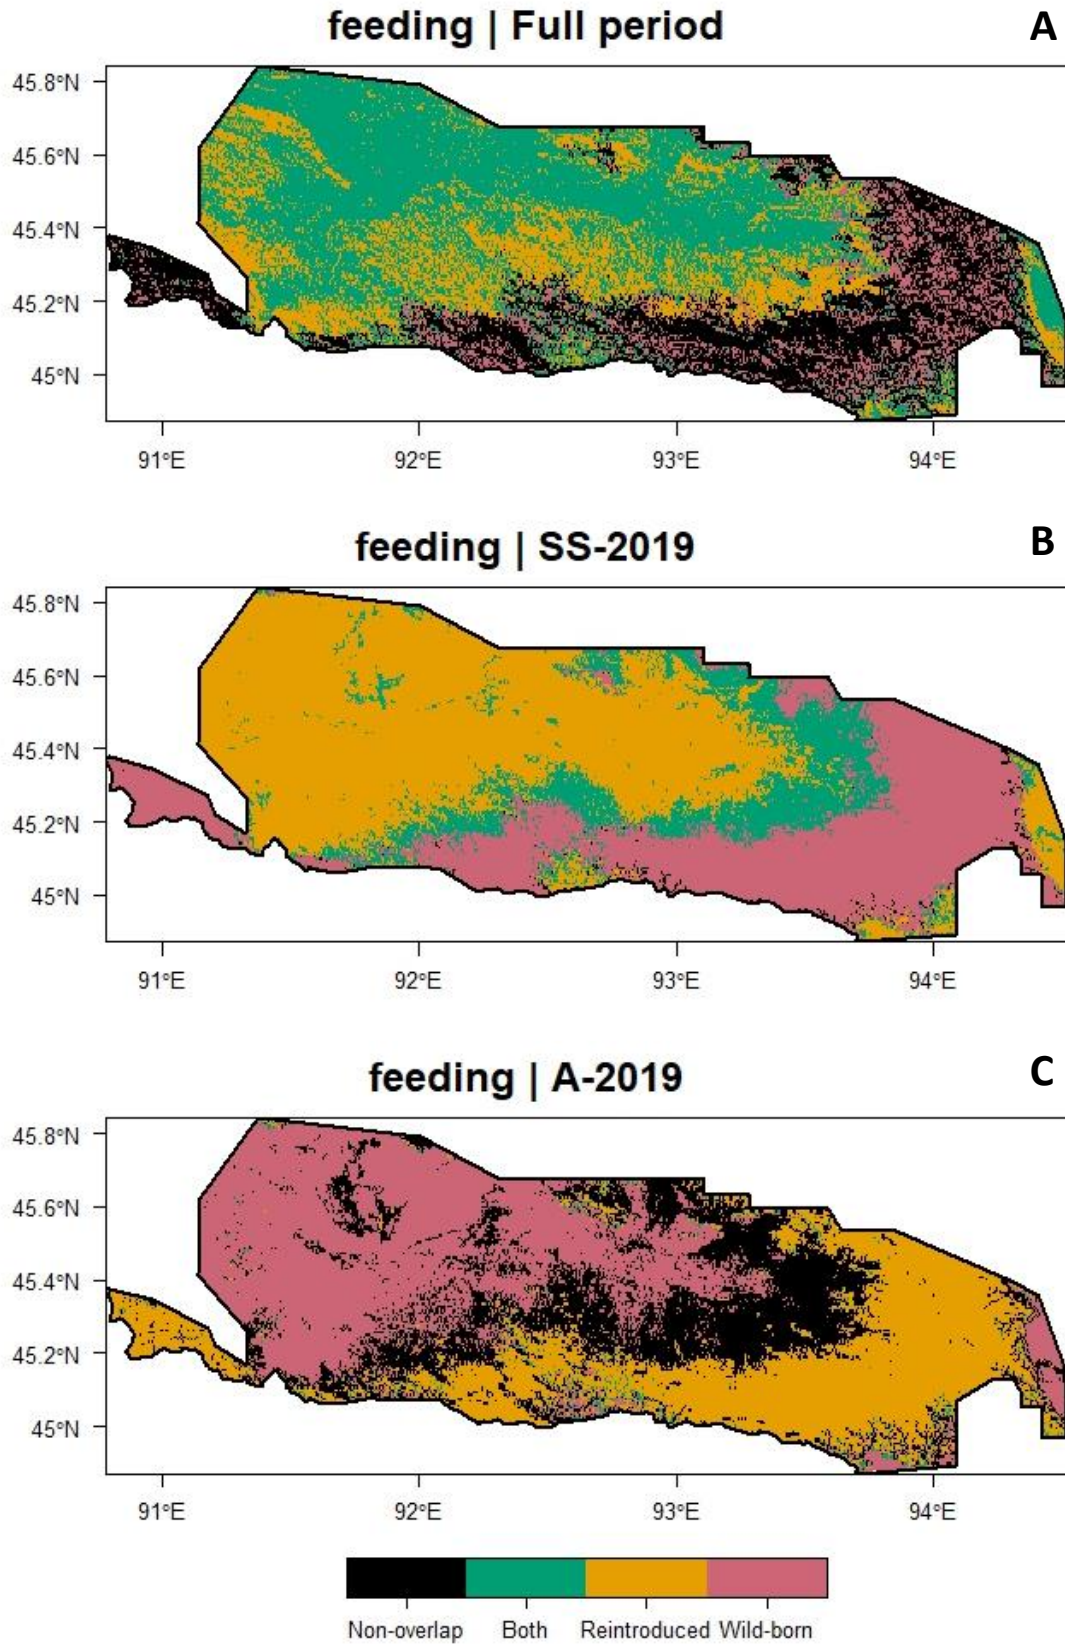 feeding | Full period
A
45.8°N
45.6°N
45.4°N
45.2°N
45°N
91°E 92°E 93°E 94°E
feeding | SS-2019
B
45.8°N
45.6°N
45.4°N
45.2°N
45°N
91°E 92°E 93°E 94°E
feeding | A-2019
C
45.8°N
45.6°N
45.4°N
45.2°N
45°N
91°E 92°E 93°E 94°E
Non-overlap Both Reintroduced Wild-born